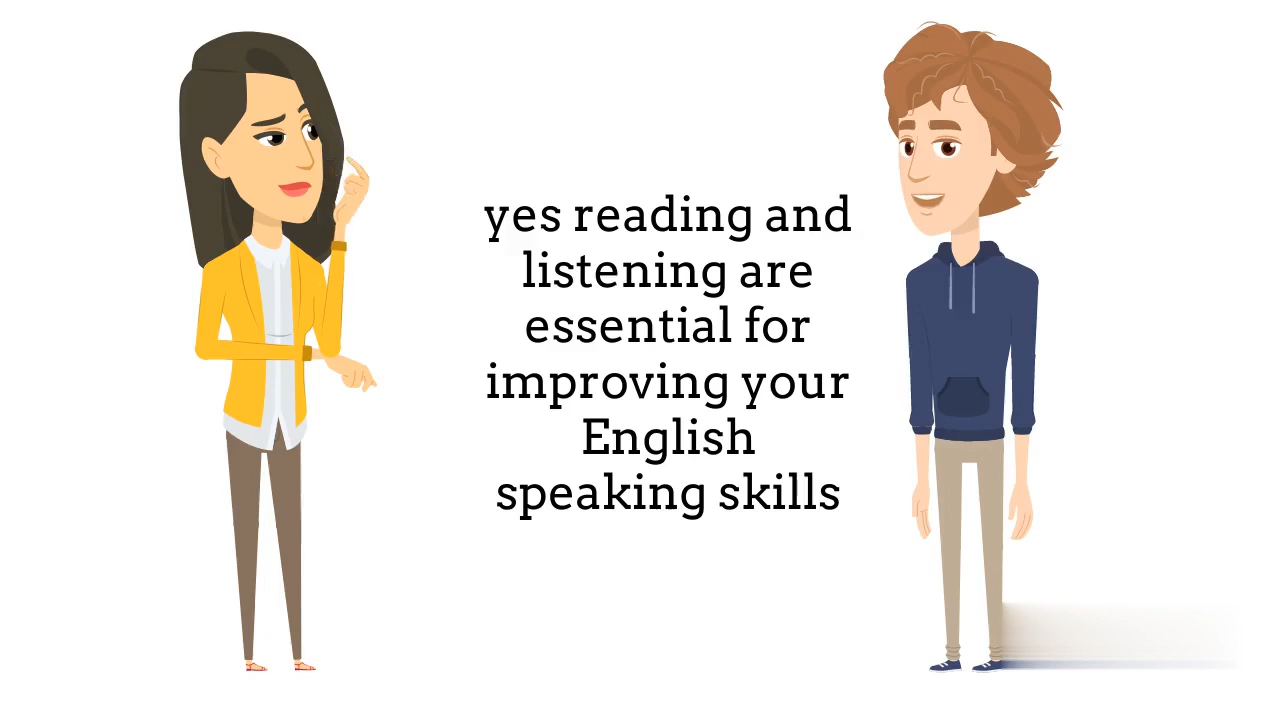 yes reading and
listening are
essential for
improving your
English
speaking skills